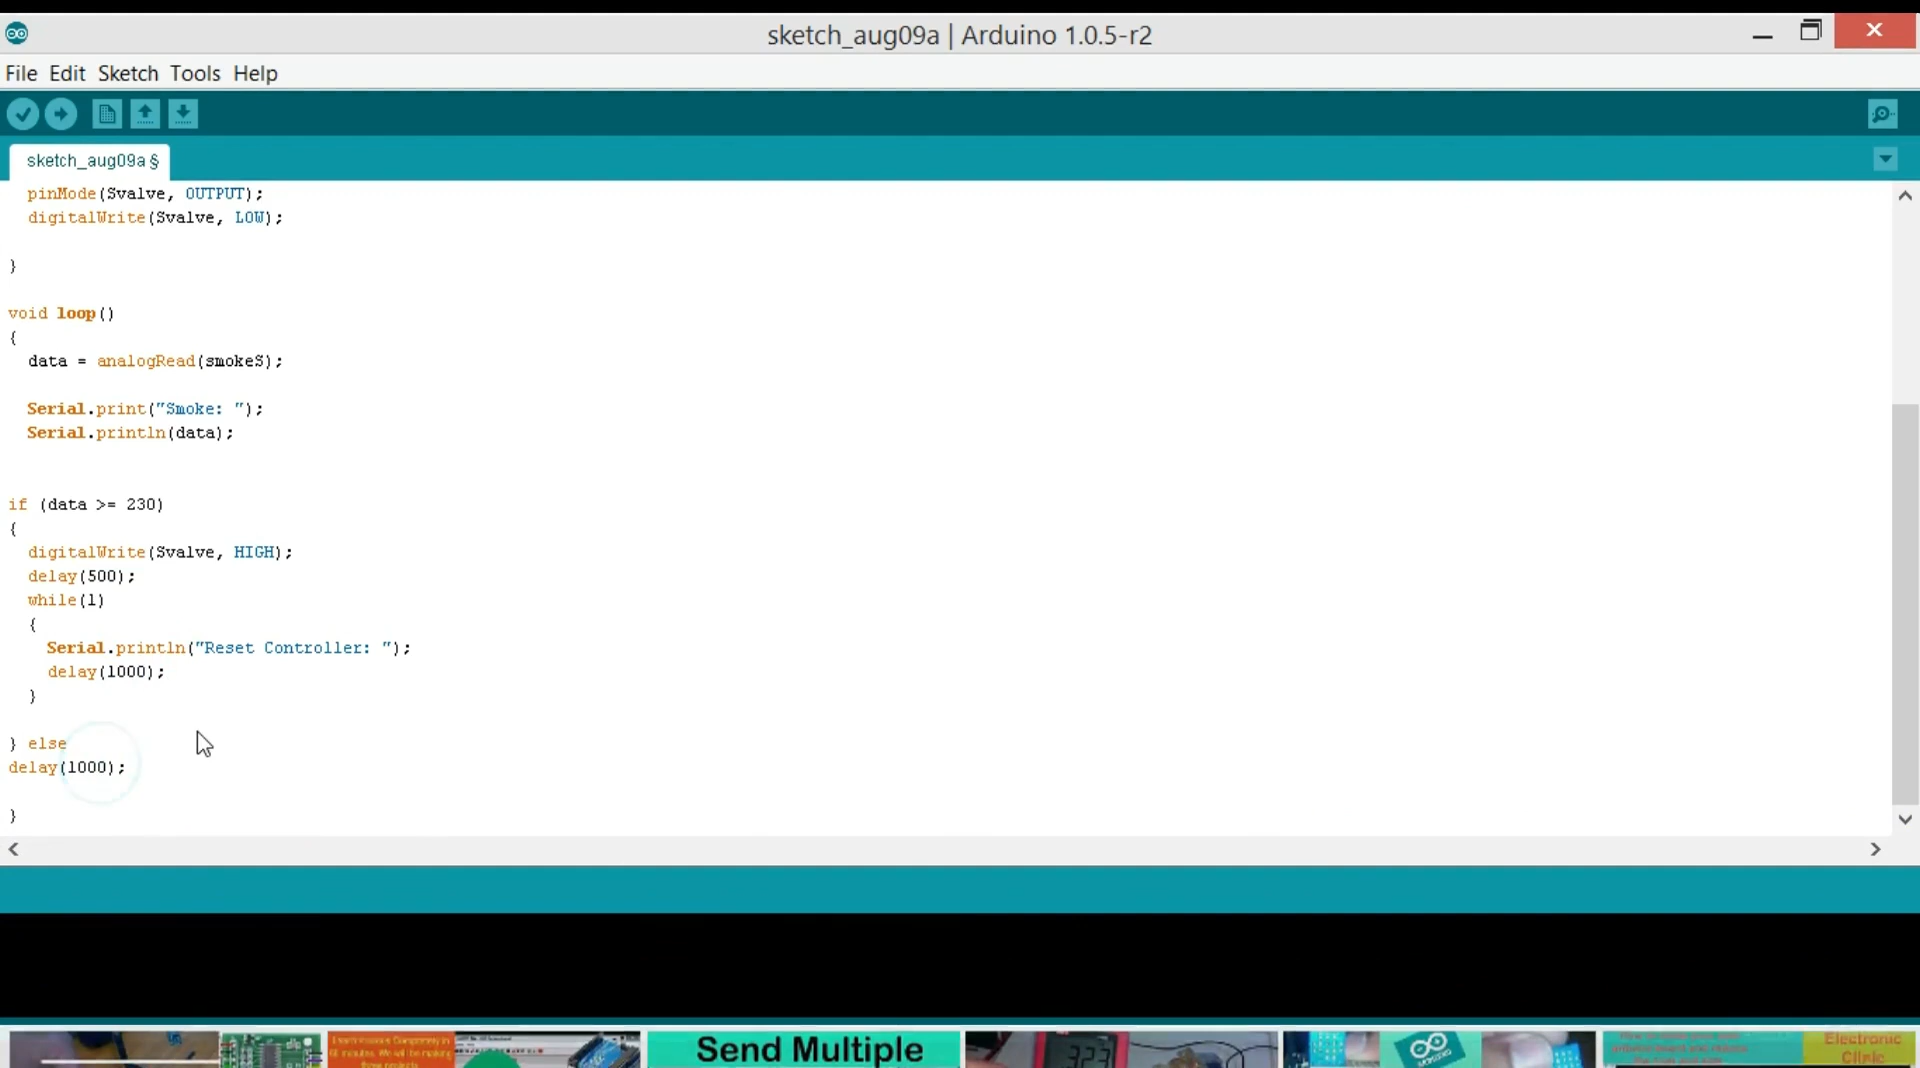 sketch_aug09a | Arduino 1.0.5-r2
File Edit Sketch Tools Help
sketch_aug09a §
pinMode(Svalve, OUTPUT);
digitalWrite(Svalve, LOW);
}
void loop()
{
data = analogRead(smokeS);
Serial.print("Smoke: ");
Serial.println(data);
if (data >= 230)
{
digitalWrite(Svalve, HIGH);
delay(500);
while(1)
{
Serial.println("Reset Controller: ");
delay(1000);
}
} else
delay(1000);
}
Send Multiple
323
Electronic
Clinic